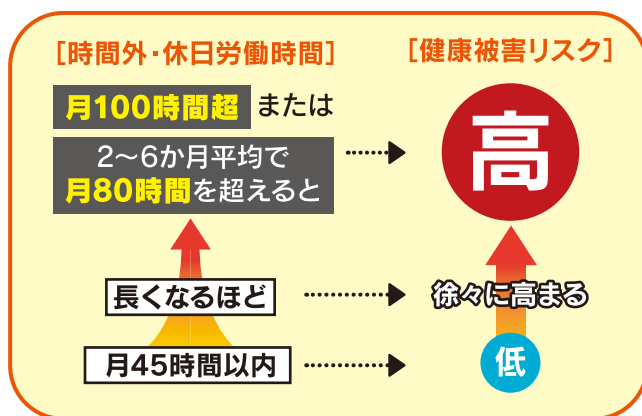 [時間外・休日労働時間]
[健康被害リスク]
月100時間超 または
2〜6か月平均で
月80時間を超えると
高
長くなるほど
徐々に高まる
月45時間以内
低